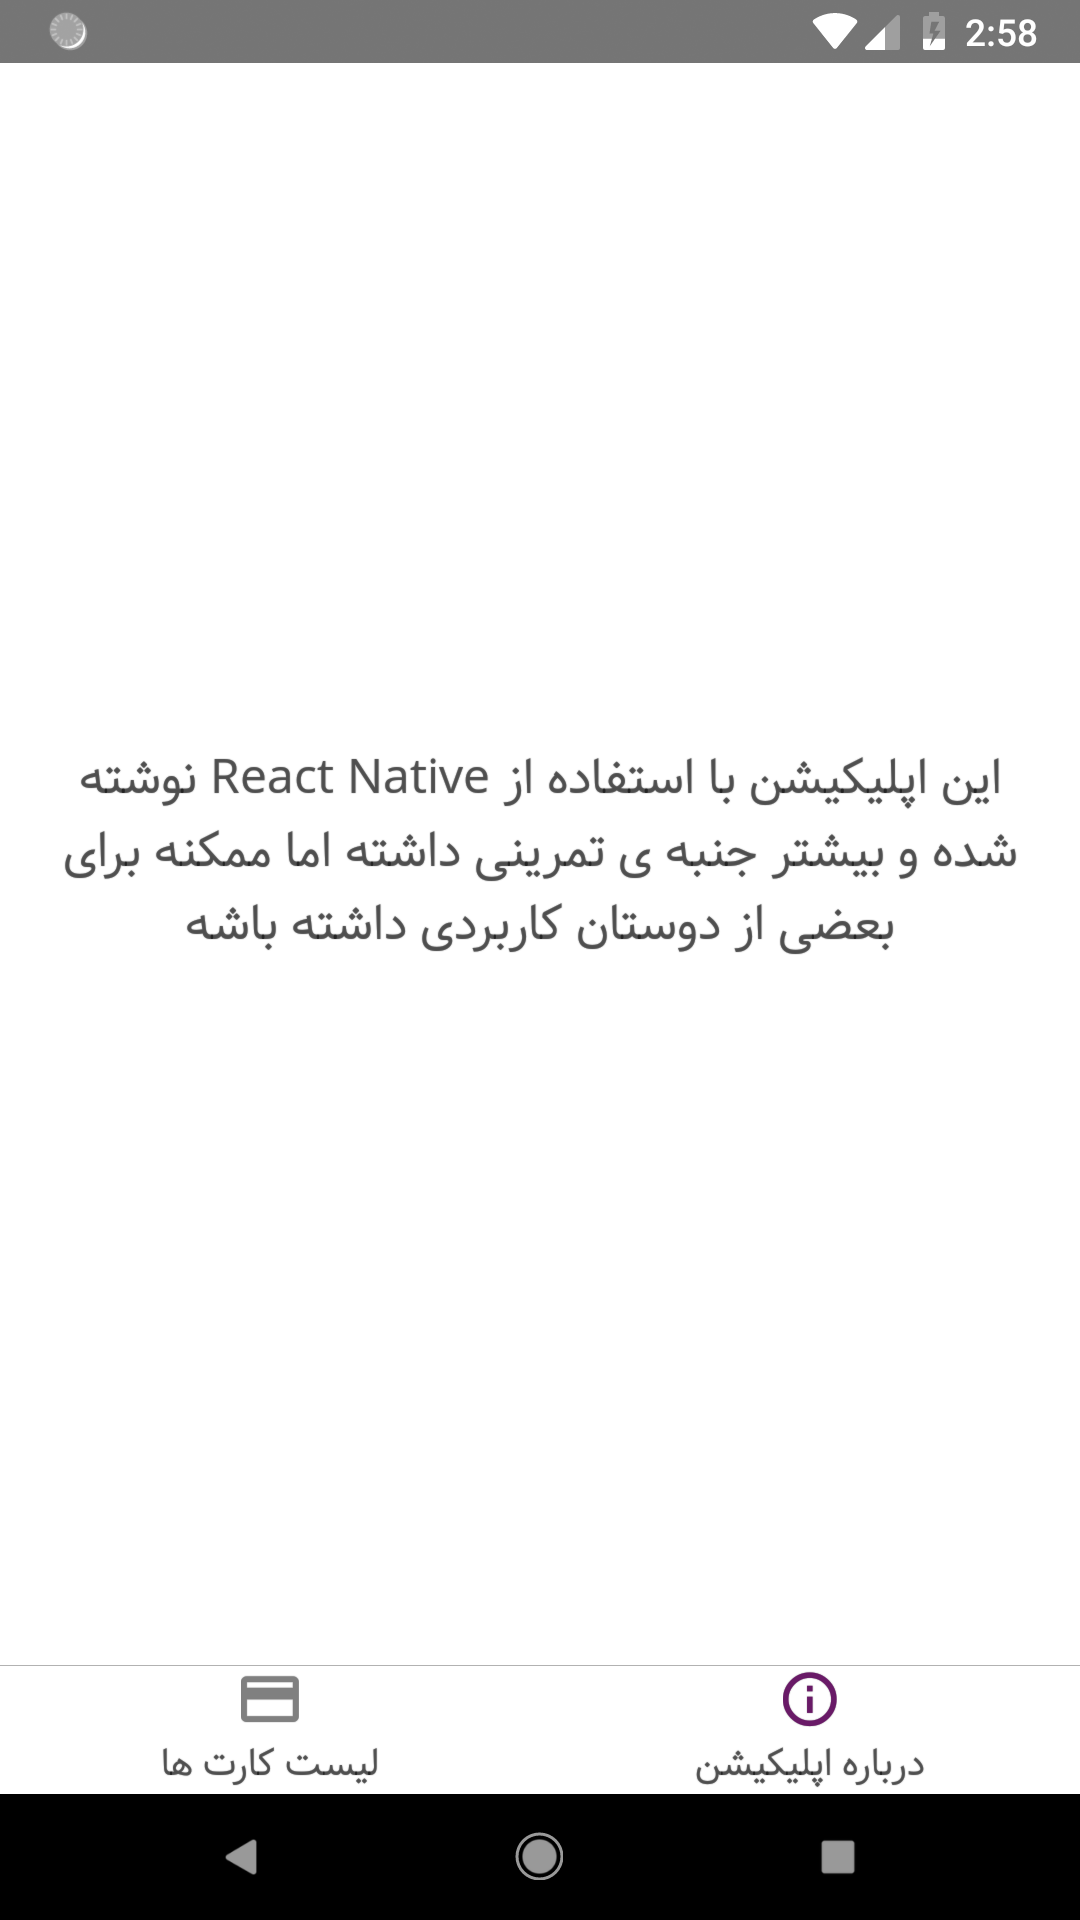 2:58
این اپلیکیشن با استفاده از React Native نوشته
شده و بیشتر جنبه ی تمرینی داشته اما ممکنه برای
بعضی از دوستان کاربردی داشته باشه
لیست کارت ها
درباره اپلیکیشن